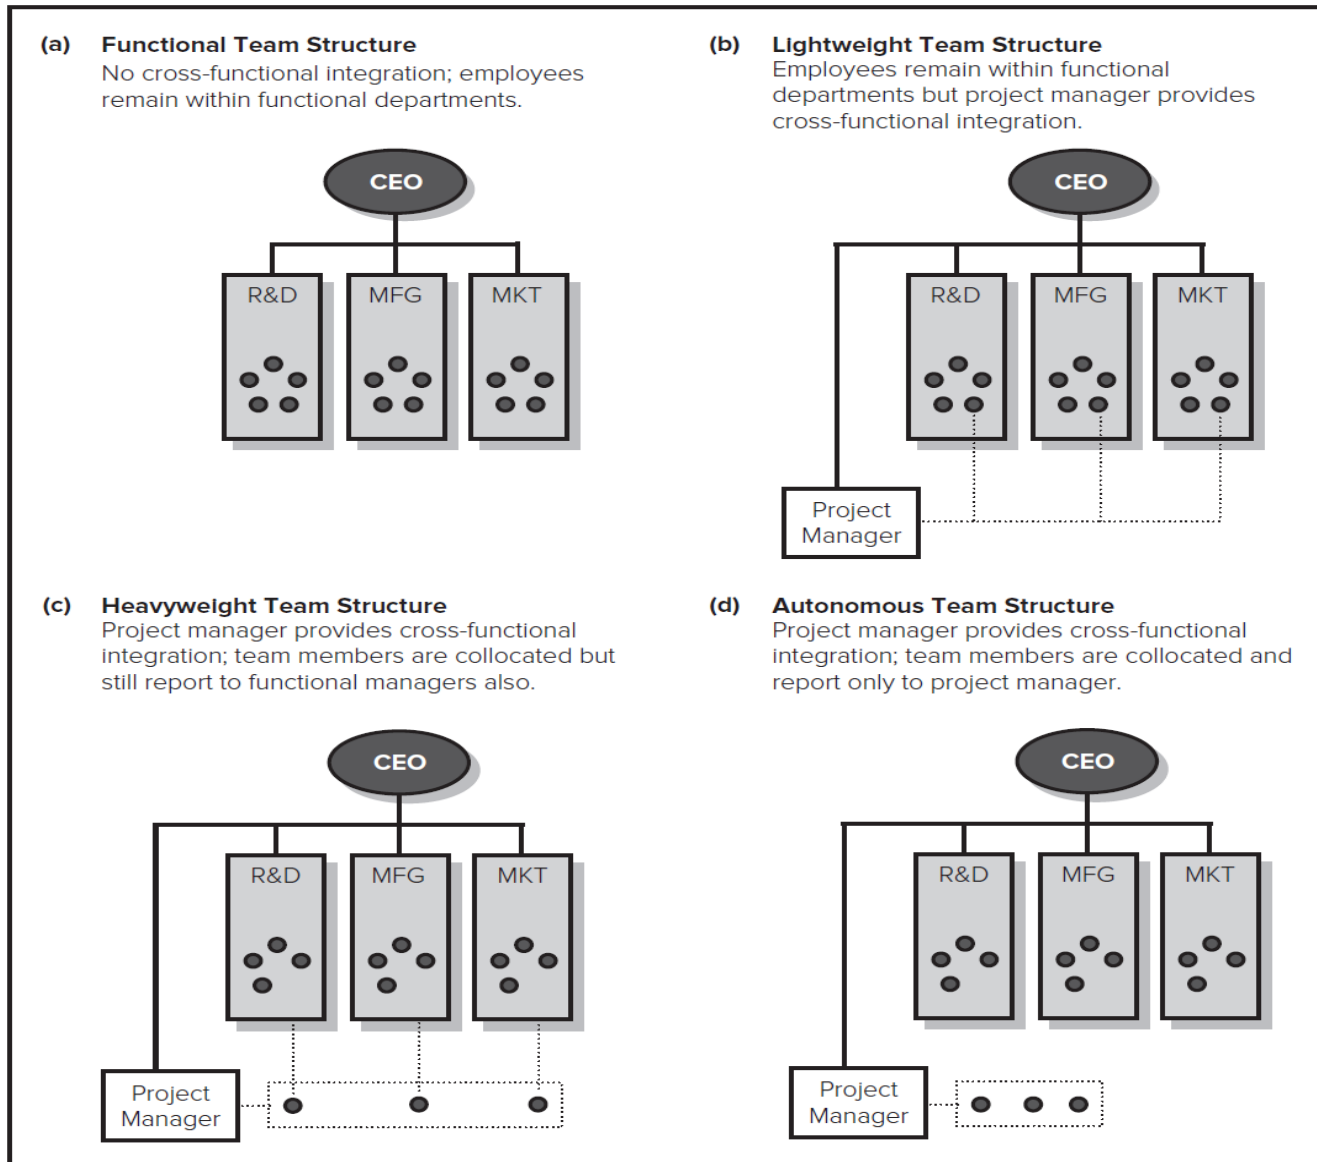 (a) Functional Team Structure
No cross-functional integration; employees
remain within functional departments.
CEO
R&D MFG MKT
(b) Lightweight Team Structure
Employees remain within functional
departments but project manager provides
cross-functional integration.
CEO
R&D MFG MKT
Project
Manager
(c) Heavyweight Team Structure
Project manager provides cross-functional
integration; team members are collocated but
still report to functional managers also.
CEO
R&D MFG MKT
Project
Manager
(d) Autonomous Team Structure
Project manager provides cross-functional
integration; team members are collocated and
report only to project manager.
CEO
R&D MFG MKT
Project
Manager